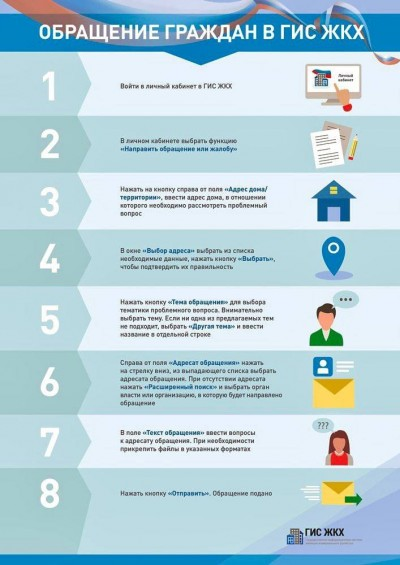 ОБРАЩЕНИЕ ГРАЖДАН В ГИС ЖКХ
1
Войти в личный кабинет в ГИС ЖКХ
Личный
кабинет
2
В личном кабинете выбрать функцию
«Направить обращение или жалобу»
3
Нажать на кнопку справа от поля «Адрес дома/
территории», ввести адрес дома, в отношении
которого необходимо рассмотреть проблемный
вопрос
4
В окне «Выбор адреса» выбрать из списка
необходимые данные, нажать кнопку «Выбрать»,
чтобы подтвердить их правильность
5
Нажать кнопку «Тема обращения» для выбора
тематики проблемного вопроса. Внимательно
выбрать тему. Если ни одна из предлагаемых тем
не подходит, выбрать «Другая тема» и ввести
название в отдельной строке
6
Справа от поля «Адресат обращения» нажать
на стрелку вниз, из выпадающего списка выбрать
адресата обращения. При отсутствии адресата
нажать «Расширенный поиск» и выбрать орган
власти или организацию, в которую будет направлено
обращение
7
В поле «Текст обращения» ввести вопросы
к адресату обращения. При необходимости
прикрепить файлы в указанных форматах
???
8
Нажать кнопку «Отправить». Обращение подано
ГИС ЖКХ